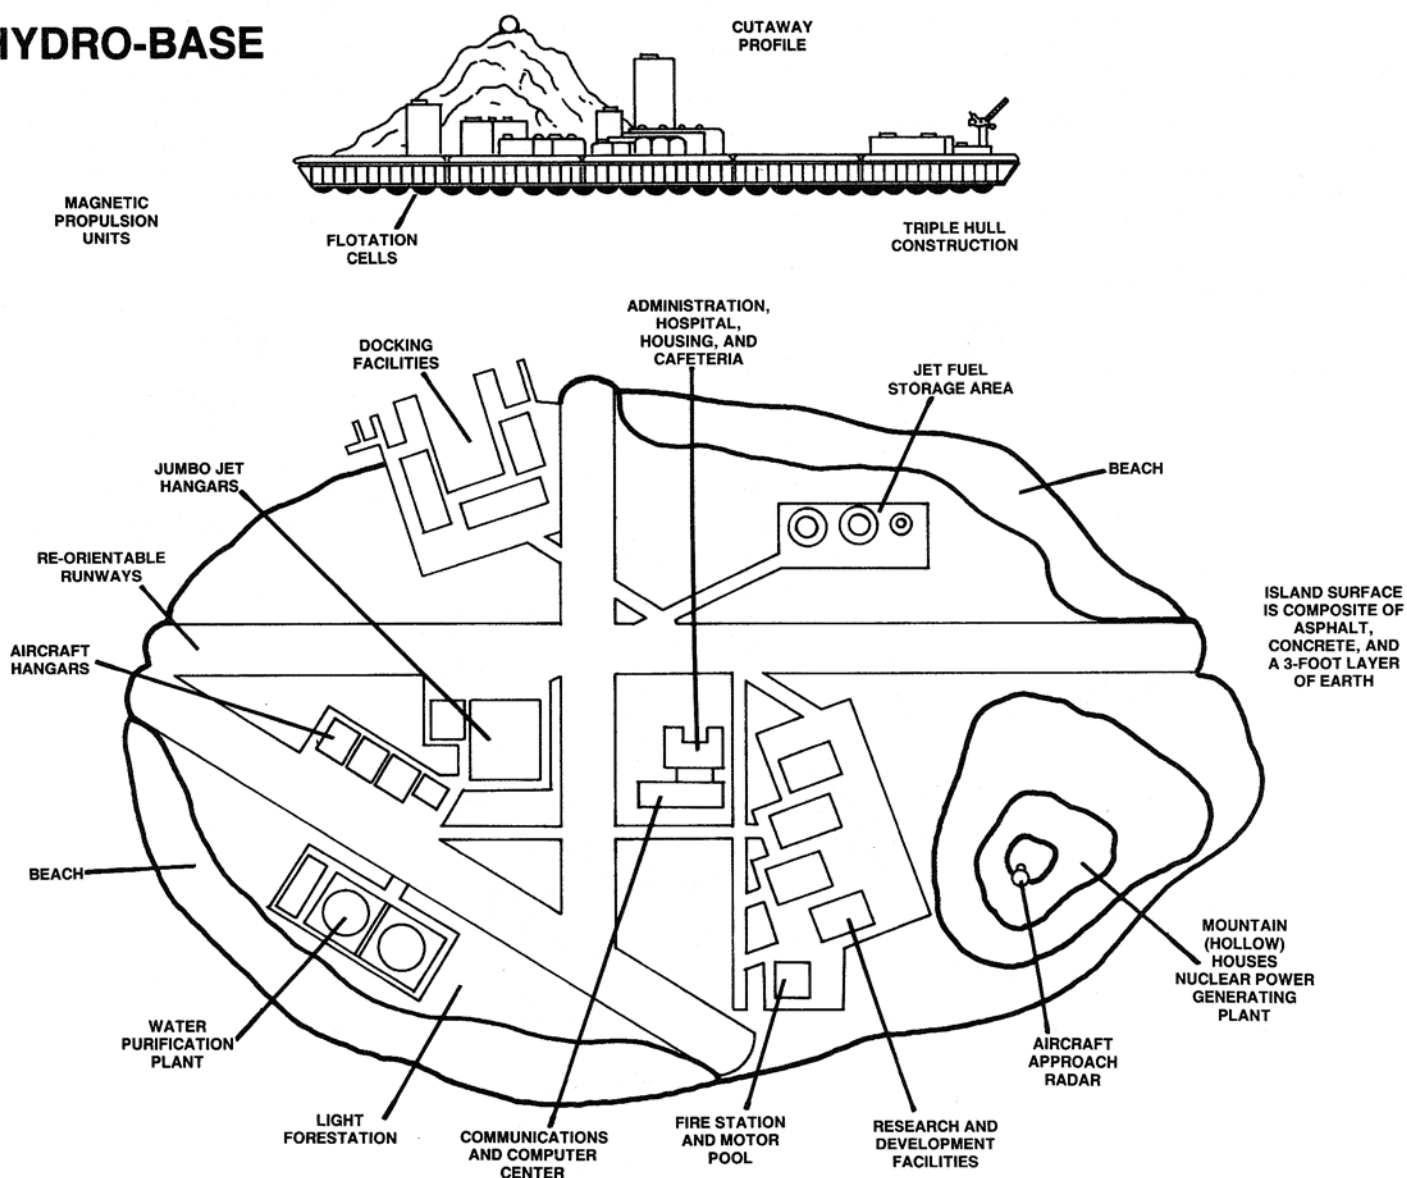 HYDRO-BASE
CUTAWAY
PROFILE
MAGNETIC
PROPULSION
UNITS
FLOTATION
CELLS
TRIPLE HULL
CONSTRUCTION
ADMINISTRATION,
HOSPITAL,
HOUSING, AND
CAFETERIA
DOCKING
FACILITIES
JET FUEL
STORAGE AREA
JUMBO JET
HANGARS
BEACH
RE-ORIENTABLE
RUNWAYS
ISLAND SURFACE
IS COMPOSITE OF
ASPHALT,
CONCRETE, AND
A 3-FOOT LAYER
OF EARTH
AIRCRAFT
HANGARS
BEACH
MOUNTAIN
(HOLLOW)
HOUSES
NUCLEAR POWER
GENERATING
PLANT
WATER
PURIFICATION
PLANT
AIRCRAFT
APPROACH
RADAR
LIGHT
FORESTATION
COMMUNICATIONS
AND COMPUTER
CENTER
FIRE STATION
AND MOTOR
POOL
RESEARCH AND
DEVELOPMENT
FACILITIES